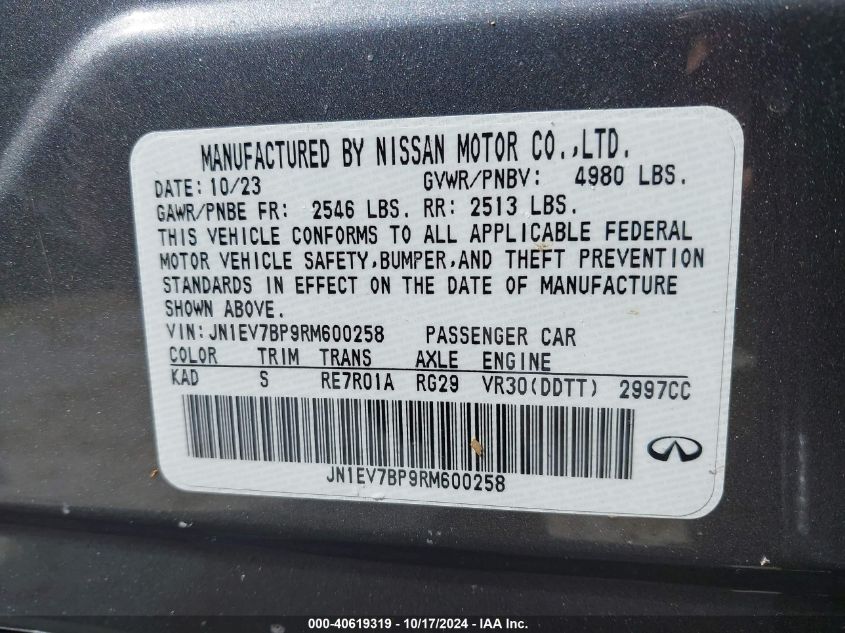 MANUFACTURED BY NISSAN MOTOR CO.,LTD.
DATE: 10/23 GVWR/PNBV: 4980 LBS.
GAWR/PNBE FR: 2546 LBS. RR: 2513 LBS.
THIS VEHICLE CONFORMS TO ALL APPLICABLE FEDERAL
MOTOR VEHICLE SAFETY,BUMPER,AND THEFT PREVENTION
STANDARDS IN EFFECT ON THE DATE OF MANUFACTURE
SHOWN ABOVE.
VIN:JN1EV7BP9RM600258 PASSENGER CAR
COLOR TRIM TRANS AXLE ENGINE
KAD S RE7R01A RG29 VR30(DDTT) 2997CC
JN1EV7BP9RM600258
000-40619319 - 10/17/2024 - IAA Inc.